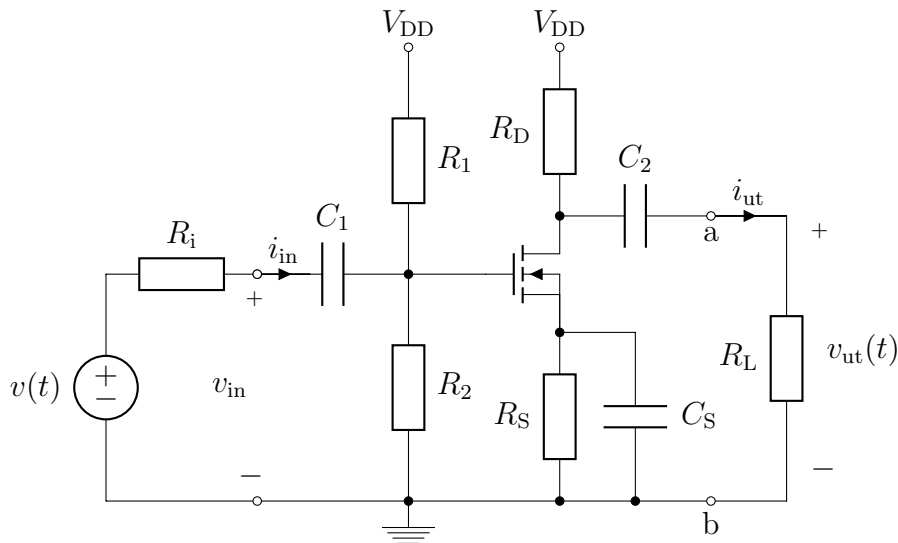 V_DD
V_DD
R_D
C_2
R_1
i_ut
a
C_1
R_i
i_in
+
+
v(t)
+
−
v_in
R_2
R_S
C_S
R_L
v_ut(t)
−
−
b